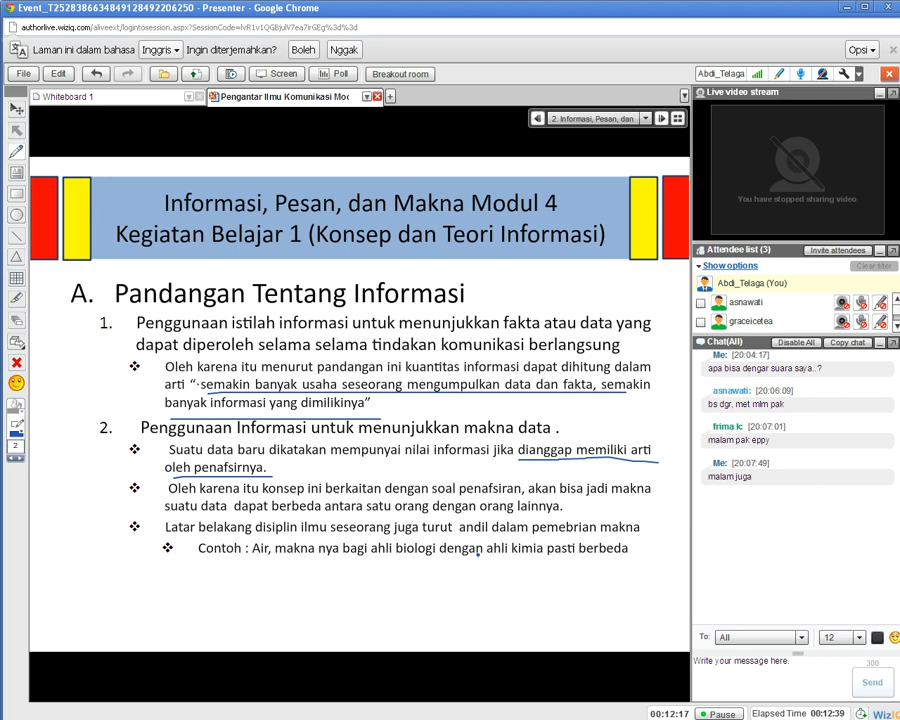 Event_T2528386634849128492206250 - Presenter - Google Chrome
authorlive.wiziq.com/aliveext/logintosession.aspx?SessionCode=lvR1v1QGBJulV7ea7irGEg%3d%3d
Laman ini dalam bahasa Inggris Ingin diterjemahkan? Boleh Nggak Opsi
File Edit Screen Poll Breakout room Abdi_Telaga
Whiteboard 1 Pengantar Ilmu Komunikasi Moc
2. Informasi, Pesan, dan
Informasi, Pesan, dan Makna Modul 4
Kegiatan Belajar 1 (Konsep dan Teori Informasi)
A. Pandangan Tentang Informasi
1. Penggunaan istilah informasi untuk menunjukkan fakta atau data yang
dapat diperoleh selama selama tindakan komunikasi berlangsung
❖ Oleh karena itu menurut pandangan ini kuantitas informasi dapat dihitung dalam
arti “ semakin banyak usaha seseorang mengumpulkan data dan fakta, semakin
banyak informasi yang dimilikinya”
2. Penggunaan Informasi untuk menunjukkan makna data .
❖ Suatu data baru dikatakan mempunyai nilai informasi jika dianggap memiliki arti
oleh penafsirnya.
❖ Oleh karena itu konsep ini berkaitan dengan soal penafsiran, akan bisa jadi makna
suatu data dapat berbeda antara satu orang dengan orang lainnya.
❖ Latar belakang disiplin ilmu seseorang juga turut andil dalam pemebrian makna
❖ Contoh : Air, makna nya bagi ahli biologi dengan ahli kimia pasti berbeda
2
Live video stream
You have stopped sharing video
Attendee list (3) Invite attendees
Show options Clear filter
Abdi_Telaga (You)
asnawati
graceicetea
Chat(All) Disable All Copy chat
Me: [20:04:17]
apa bisa dengar suara saya..?
asnawati: [20:06:09]
bs dgr, met mlm pak
frima k: [20:07:01]
malam pak eppy
Me: [20:07:49]
malam juga
To: All 12
Write your message here. 300
Send
00:12:17 Pause Elapsed Time 00:12:39 WizIQ